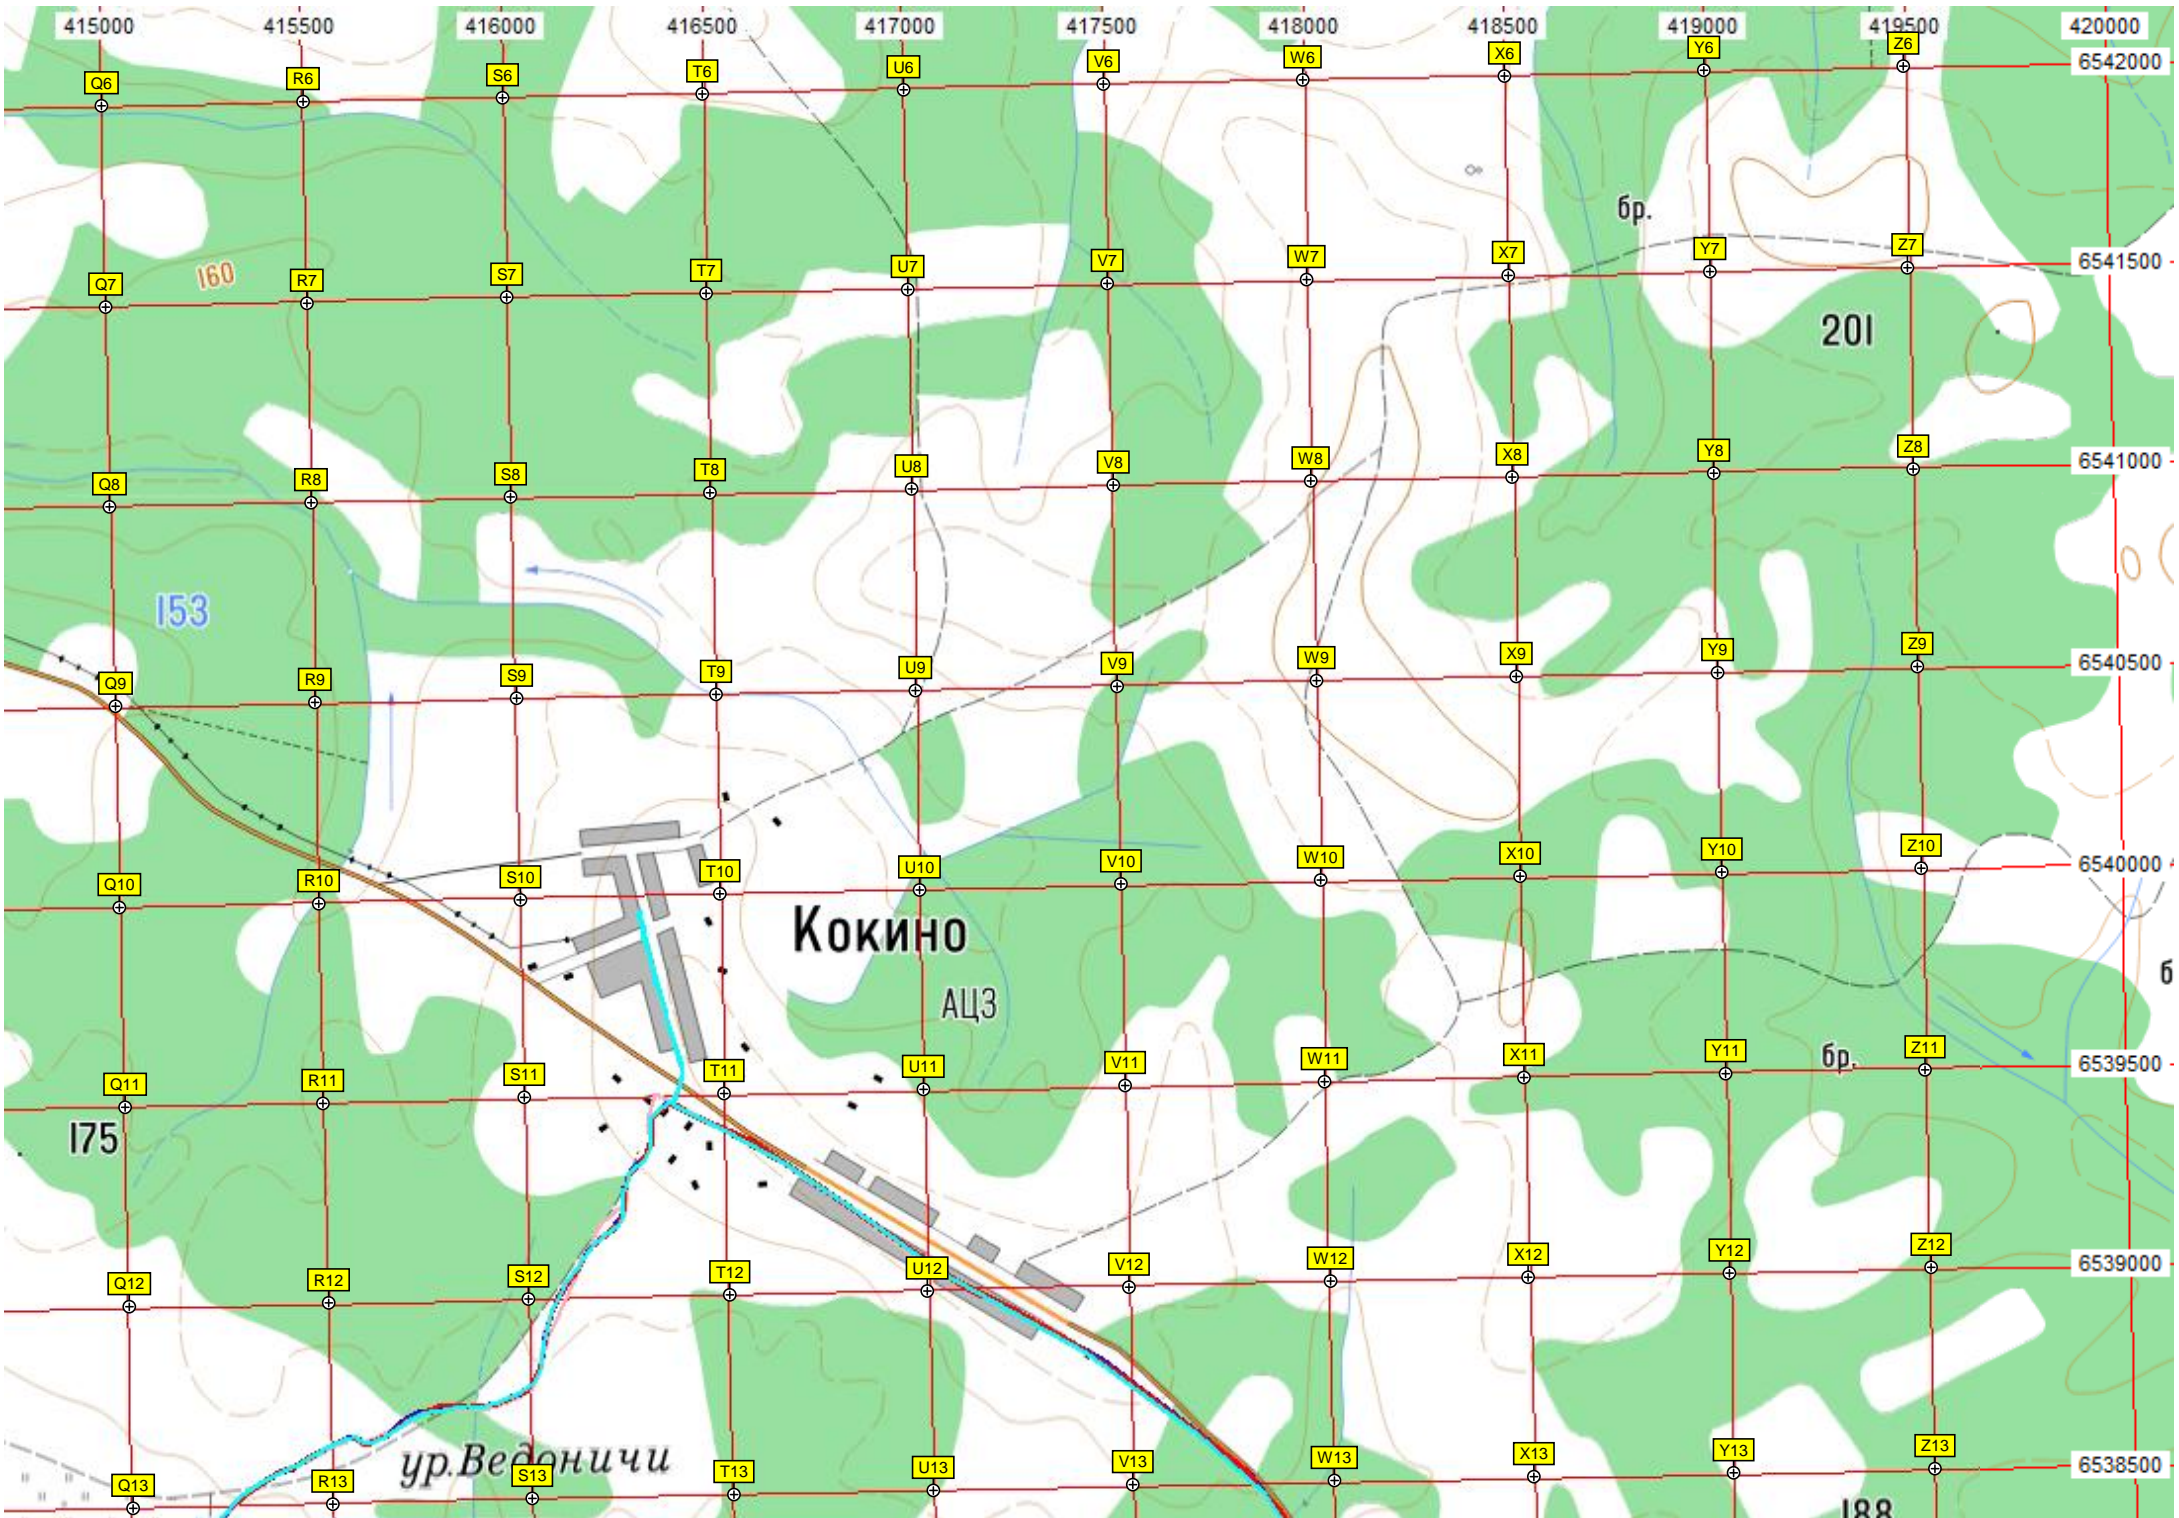 415000 415500 416000 416500 417000 417500 418000 418500 419000 419500 420000
Q6 R6 S6 T6 U6 V6 W6 X6 Y6 Z6 6542000
бр.
Q7 R7 S7 T7 U7 V7 W7 X7 Y7 Z7 6541500
160
201
Q8 R8 S8 T8 U8 V8 W8 X8 Y8 Z8 6541000
153
Q9 R9 S9 T9 U9 V9 W9 X9 Y9 Z9 6540500
Q10 R10 S10 T10 U10 V10 W10 X10 Y10 Z10 6540000
Кокино
б
АЦЗ
Q11 R11 S11 T11 U11 V11 W11 X11 Y11 Z11 6539500
бр.
175
Q12 R12 S12 T12 U12 V12 W12 X12 Y12 Z12 6539000
ур.Ведоничи
Q13 R13 S13 T13 U13 V13 W13 X13 Y13 Z13 6538500
188